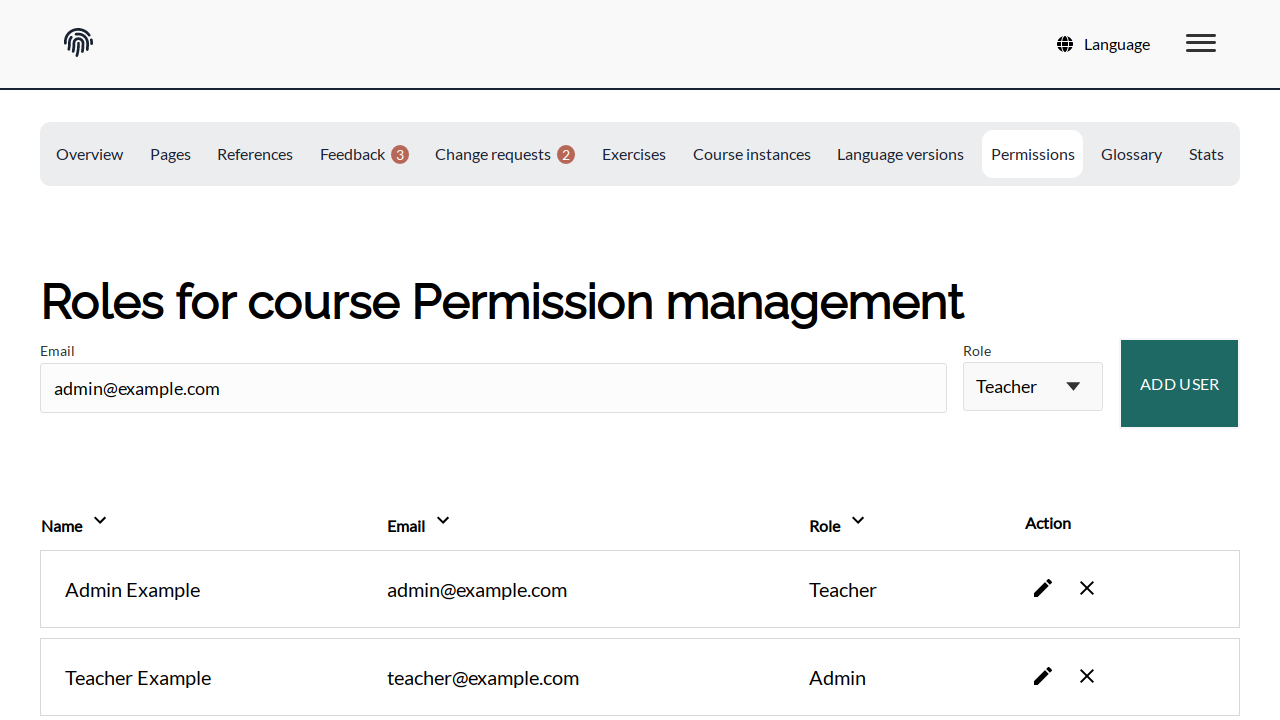 Language
Overview Pages References Feedback 3 Change requests 2 Exercises Course instances Language versions Permissions Glossary Stats
Roles for course Permission management
Email Role
admin@example.com Teacher ADD USER
Name Email Role Action
Admin Example admin@example.com Teacher
Teacher Example teacher@example.com Admin